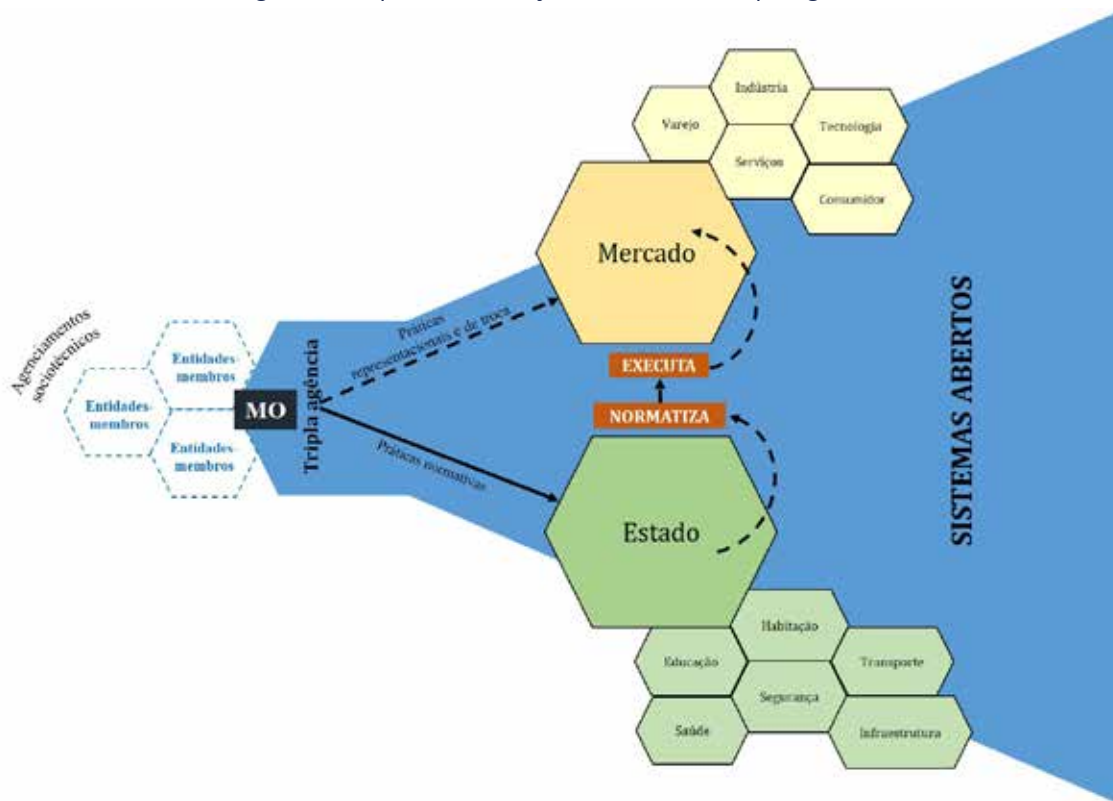 Indústria
Varejo
Tecnologia
Serviços
Consumidor
Mercado
Agenciamentos
sociotécnicos
Entidades-
membros
Entidades-
membros
Entidades-
membros
MO
Tripla agência
Práticas
representacionais e de troca
Práticas normativas
EXECUTA
NORMATIZA
SISTEMAS ABERTOS
Estado
Habitação
Educação
Transporte
Segurança
Saúde
Infraestrutura